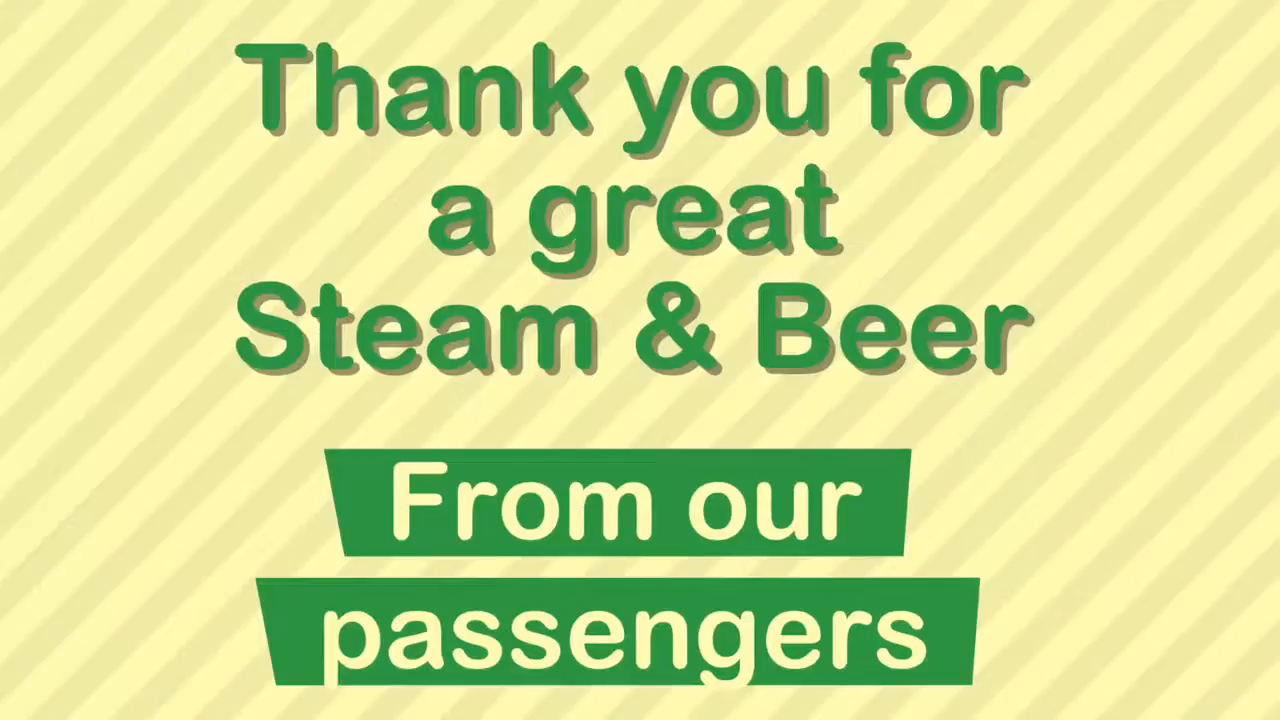 Thank you for
a great
Steam & Beer
From our
passengers